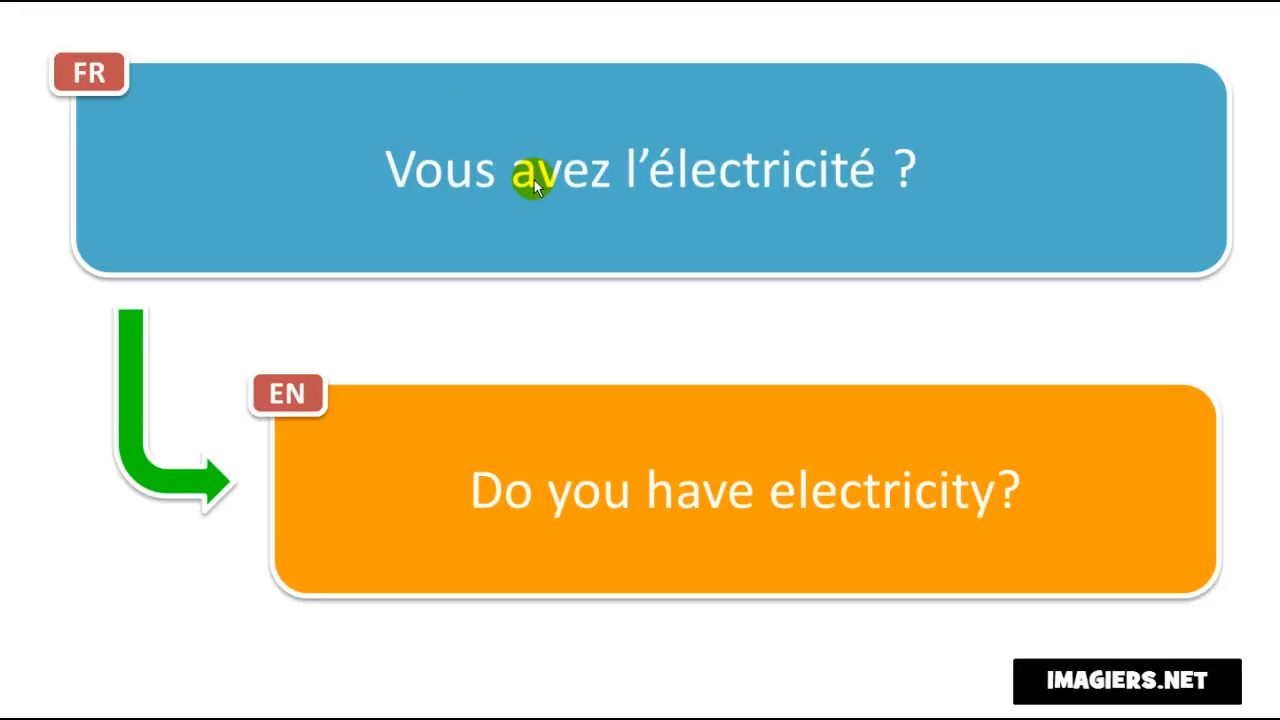 FR
Vous avez l’électricité ?
EN
Do you have electricity?
IMAGIERS.NET